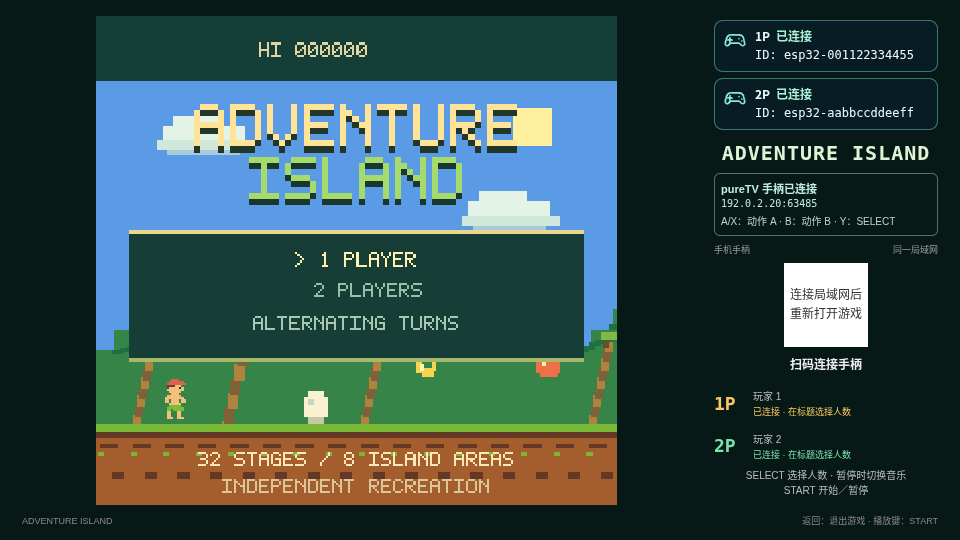 HI 000000
ADVENTURE
ISLAND
> 1 PLAYER
2 PLAYERS
ALTERNATING TURNS
32 STAGES / 8 ISLAND AREAS
INDEPENDENT RECREATION
1P 已连接
ID: esp32-001122334455
2P 已连接
ID: esp32-aabbccddeeff
ADVENTURE ISLAND
pureTV 手柄已连接
192.0.2.20:63485
A/X：动作 A · B：动作 B · Y：SELECT
手机手柄 同一局域网
连接局域网后
重新打开游戏
扫码连接手柄
1P 玩家 1
已连接 · 在标题选择人数
2P 玩家 2
已连接 · 在标题选择人数
SELECT 选择人数 · 暂停时切换音乐
START 开始／暂停
ADVENTURE ISLAND
返回：退出游戏 · 播放键：START